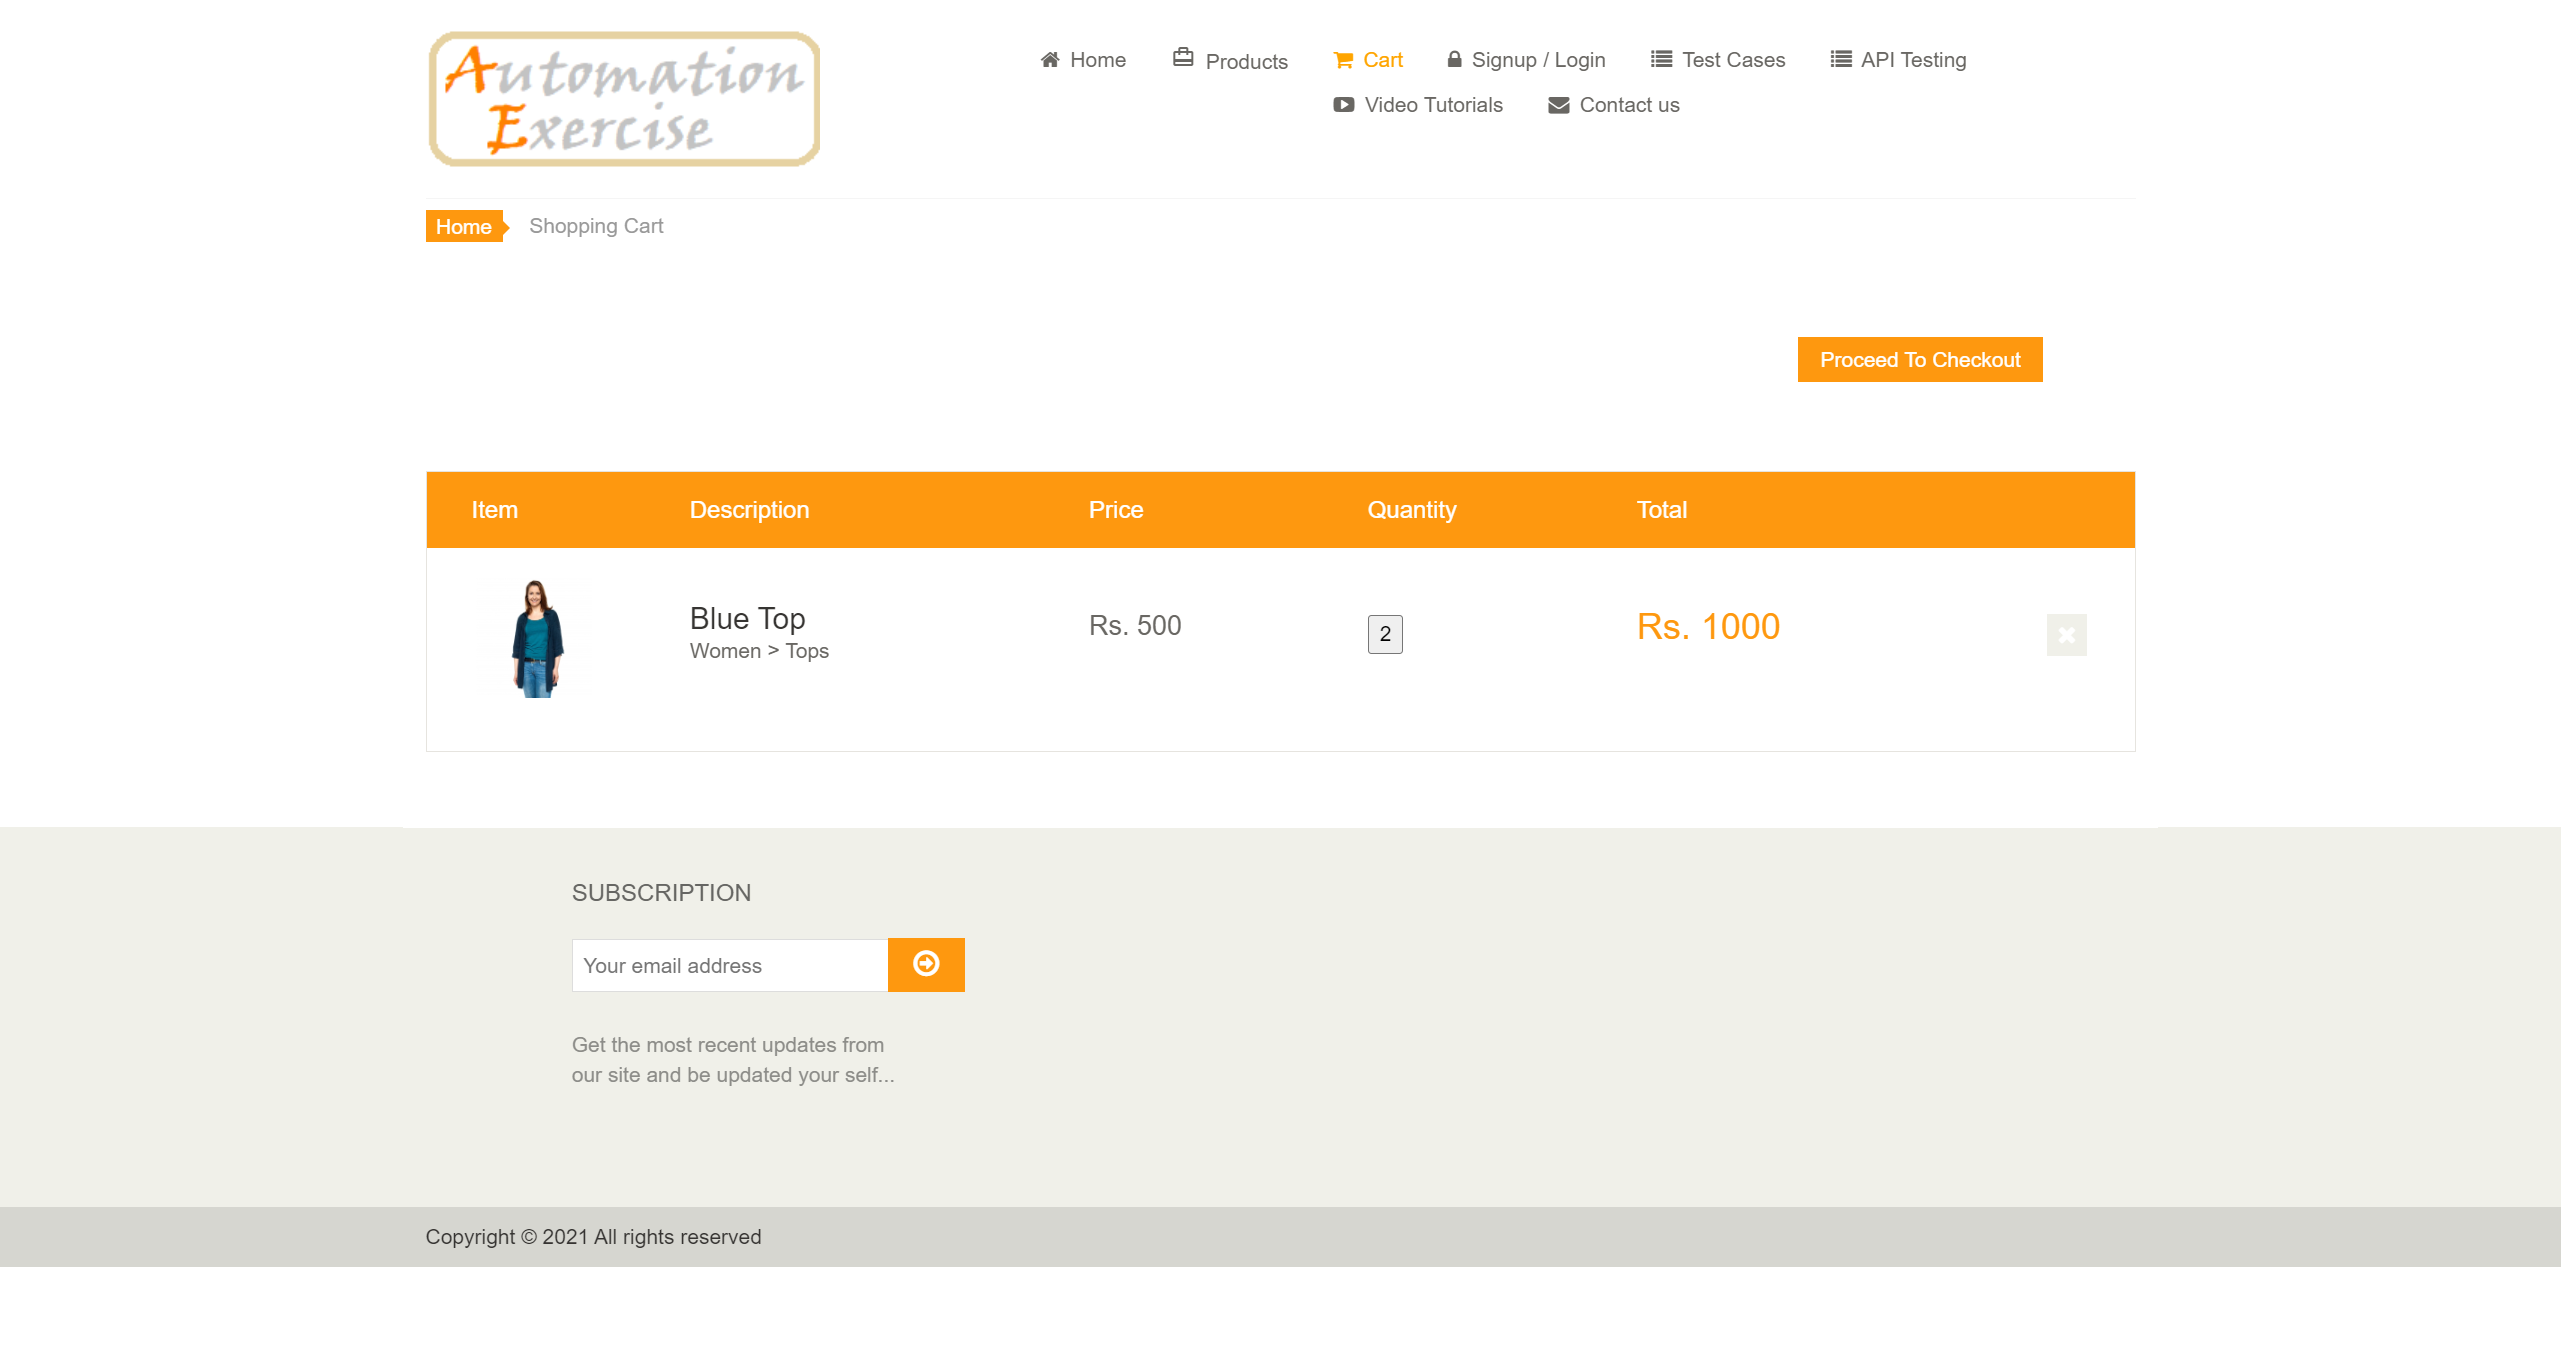 Automation
Exercise
Home
Products
Cart
Signup / Login
Test Cases
API Testing
Video Tutorials
Contact us
Home
Shopping Cart
Proceed To Checkout
Item Description Price Quantity Total
Blue Top
Women > Tops
Rs. 500
2
Rs. 1000
SUBSCRIPTION
Your email address
Get the most recent updates from
our site and be updated your self...
Copyright © 2021 All rights reserved